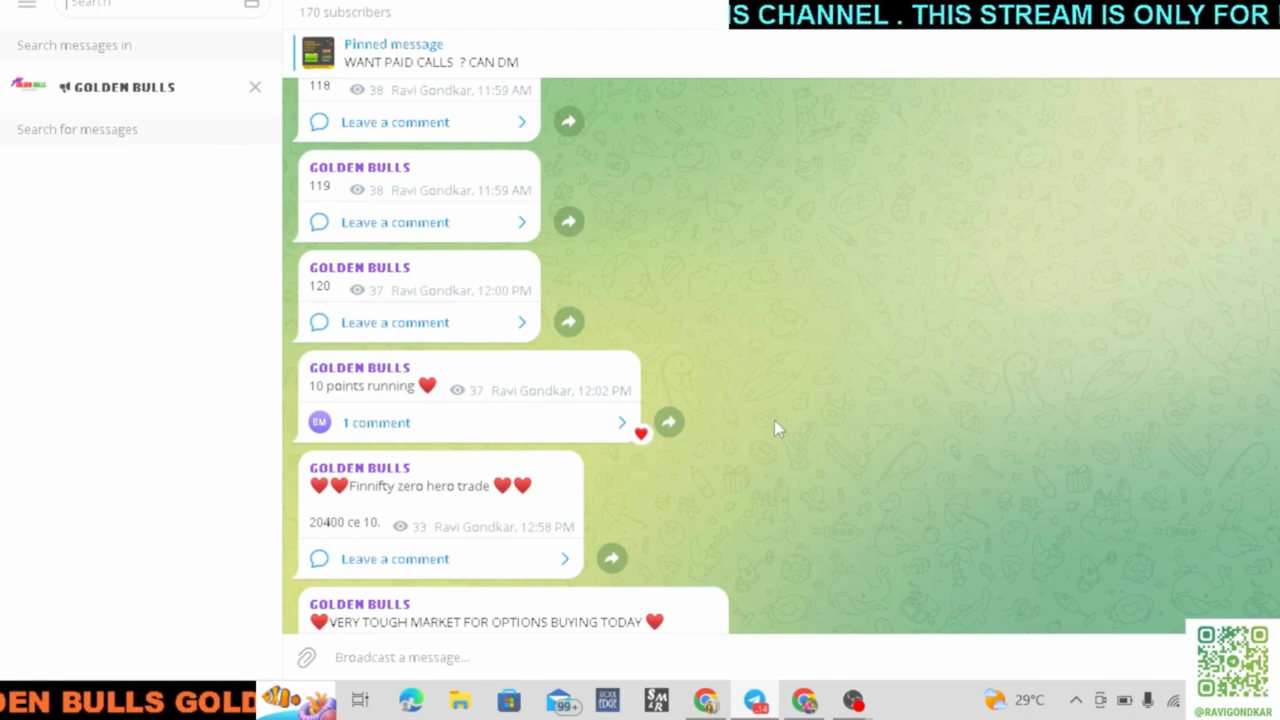 Search
170 subscribers
S CHANNEL . THIS STREAM IS ONLY FOR
Search messages in
GOLDEN BULLS
Search for messages
Pinned message
WANT PAID CALLS ? CAN DM
118 38 Ravi Gondkar, 11:59 AM
Leave a comment
GOLDEN BULLS
119 38 Ravi Gondkar, 11:59 AM
Leave a comment
GOLDEN BULLS
120 37 Ravi Gondkar, 12:00 PM
Leave a comment
GOLDEN BULLS
10 points running ❤️ 37 Ravi Gondkar, 12:02 PM
BM 1 comment
GOLDEN BULLS
❤️❤️Finnifty zero hero trade ❤️❤️
20400 ce 10. 33 Ravi Gondkar, 12:58 PM
Leave a comment
GOLDEN BULLS
❤️VERY TOUGH MARKET FOR OPTIONS BUYING TODAY ❤️
Broadcast a message...
DEN BULLS GOLD
99+
14
29°C
@RAVIGONDKAR